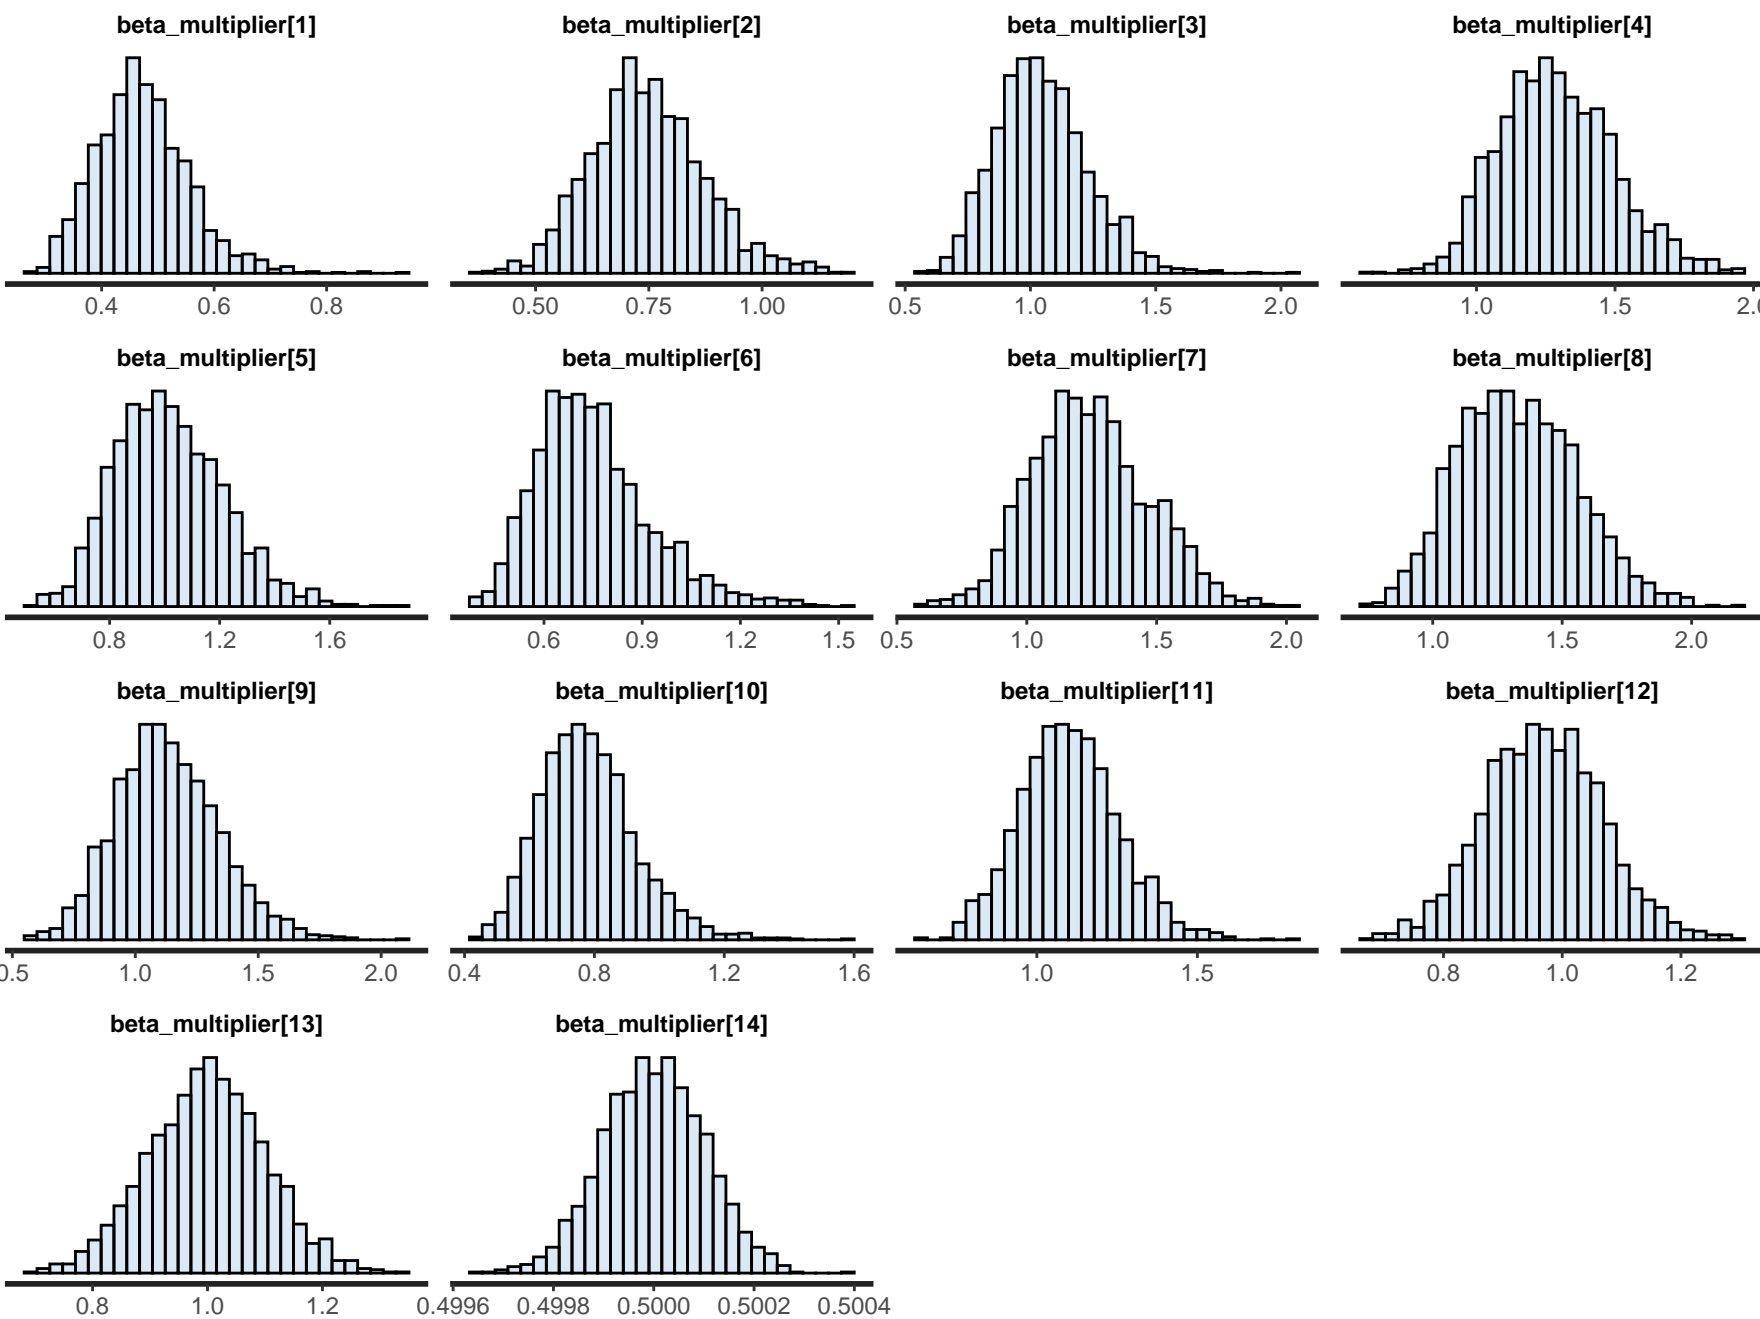 beta_multiplier[1] beta_multiplier[2] beta_multiplier[3] beta_multiplier[4]
0.4 0.6 0.8 0.50 0.75 1.00 0.5 1.0 1.5 2.0 1.0 1.5 2.0
beta_multiplier[5] beta_multiplier[6] beta_multiplier[7] beta_multiplier[8]
0.8 1.2 1.6 0.6 0.9 1.2 1.5 0.5 1.0 1.5 2.0 1.0 1.5 2.0
beta_multiplier[9] beta_multiplier[10] beta_multiplier[11] beta_multiplier[12]
0.5 1.0 1.5 2.0 0.4 0.8 1.2 1.6 1.0 1.5 0.8 1.0 1.2
beta_multiplier[13] beta_multiplier[14]
0.8 1.0 1.2 0.4996 0.4998 0.5000 0.5002 0.5004